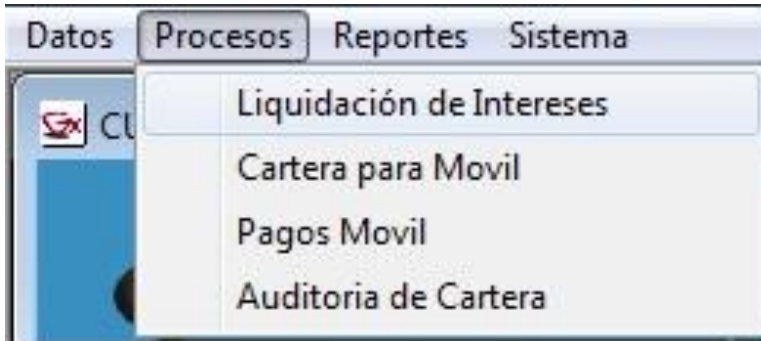 Datos Procesos Reportes Sistema
Liquidación de Intereses
Cartera para Movil
Pagos Movil
Auditoria de Cartera